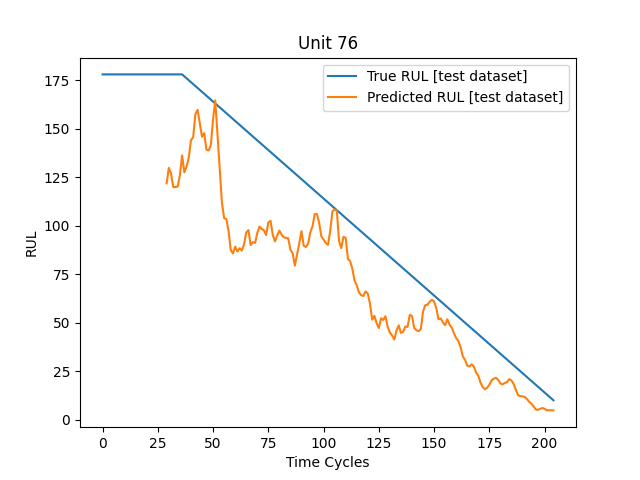 Unit 76
True RUL [test dataset]
Predicted RUL [test dataset]
RUL
175
150
125
100
75
50
25
0
0 25 50 75 100 125 150 175 200
Time Cycles